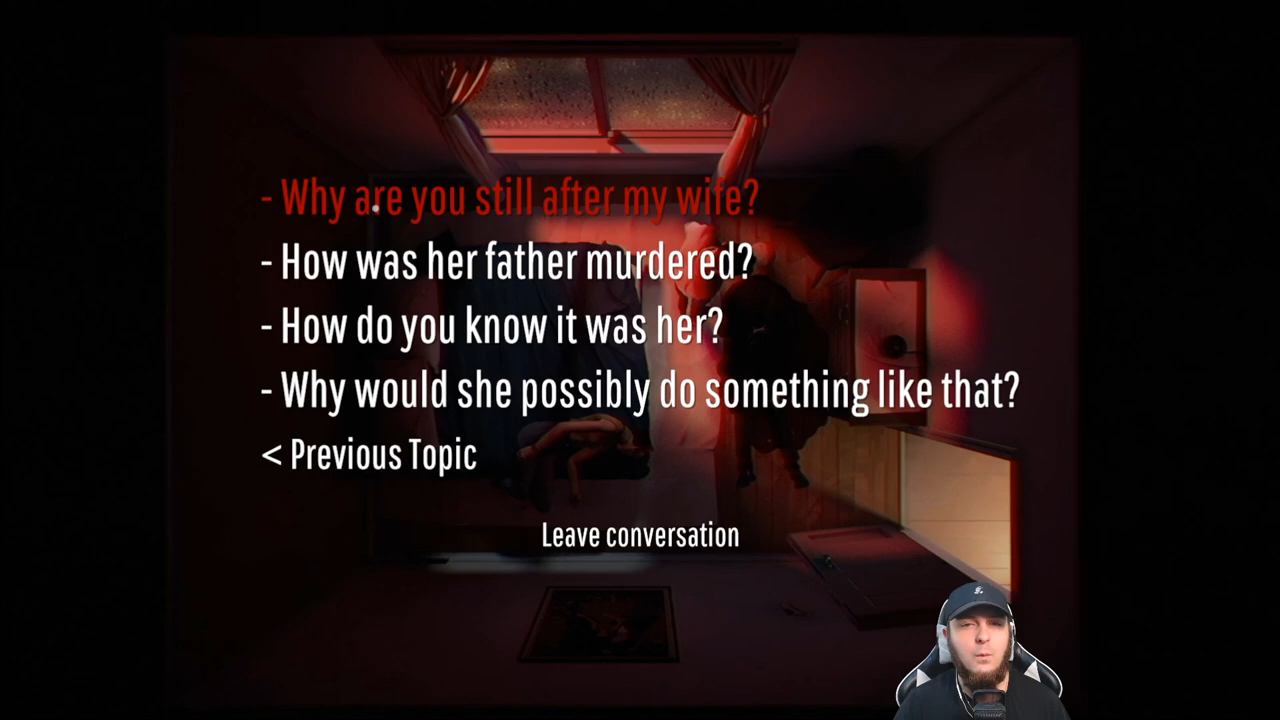 - Why are you still after my wife?
- How was her father murdered?
- How do you know it was her?
- Why would she possibly do something like that?
< Previous Topic
Leave conversation